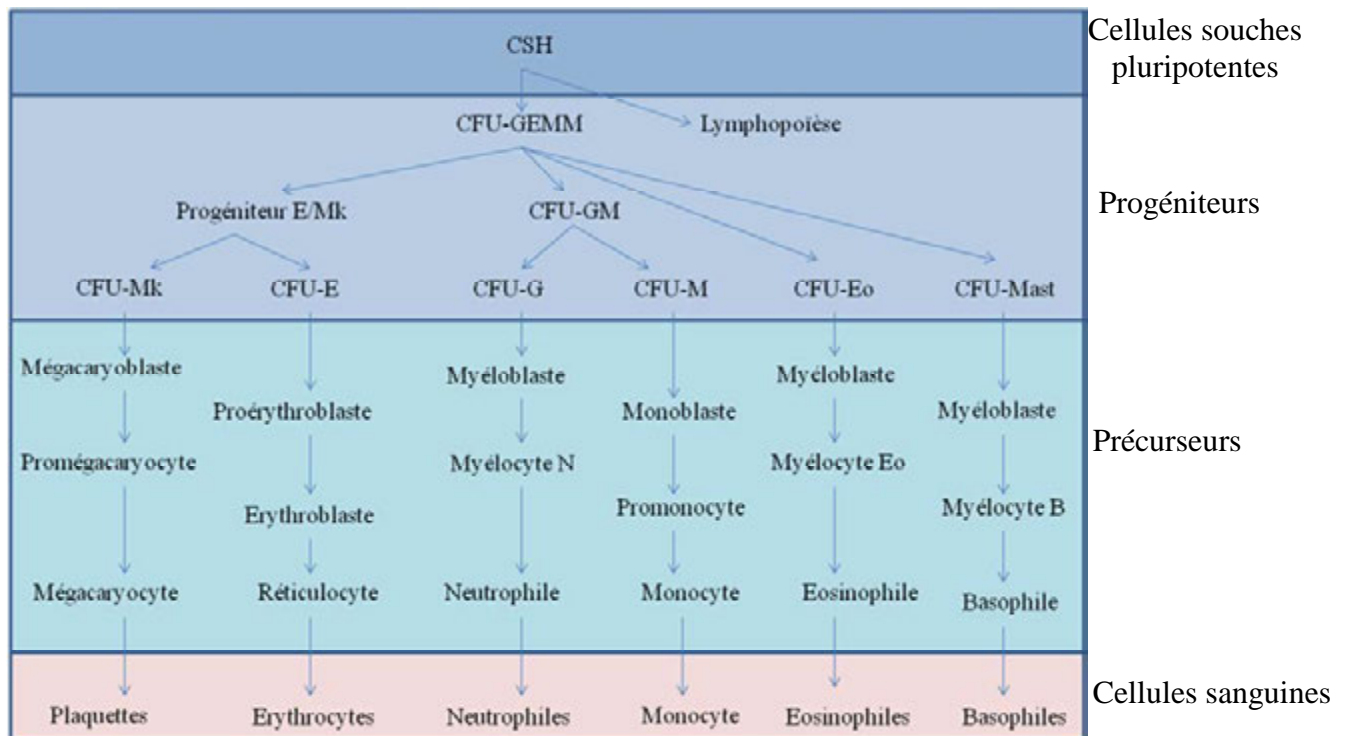 CSH
Cellules souches
pluripotentes
CFU-GEMM
Lymphopoïèse
Progéniteur E/Mk
CFU-GM
Progéniteurs
CFU-Mk
CFU-E
CFU-G
CFU-M
CFU-Eo
CFU-Mast
Mégacaryoblaste
Myéloblaste
Myéloblaste
Proérythroblaste
Monoblaste
Myéloblaste
Précurseurs
Promégacaryocyte
Myélocyte N
Myélocyte Eo
Erythroblaste
Promonocyte
Myélocyte B
Mégacaryocyte
Réticulocyte
Neutrophile
Monocyte
Eosinophile
Basophile
Cellules sanguines
Plaquettes
Erythrocytes
Neutrophiles
Monocyte
Eosinophiles
Basophiles